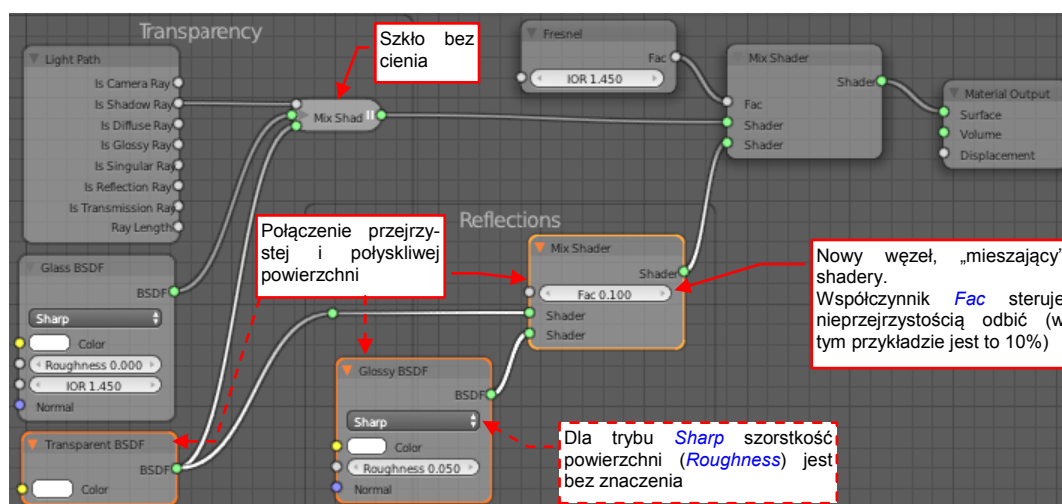 Transparency
Light Path
Is Camera Ray
Is Shadow Ray
Is Diffuse Ray
Is Glossy Ray
Is Singular Ray
Is Reflection Ray
Is Transmission Ray
Ray Length
Szkło bez
cienia
Mix Shad
Fresnel
Fac
IOR 1.450
Mix Shader
Shader
Fac
Shader
Shader
Material Output
Surface
Volume
Displacement
Glass BSDF
BSDF
Sharp
Color
Roughness 0.000
IOR 1.450
Normal
Transparent BSDF
BSDF
Color
Połączenie przejrzy-
stej i połyskliwej
powierzchni
Reflections
Mix Shader
Shader
Fac 0.100
Shader
Shader
Glossy BSDF
BSDF
Sharp
Color
Roughness 0.050
Normal
Nowy węzeł, „mieszający”
shadery.
Współczynnik Fac steruje
nieprzejrzystością odbić (w
tym przykładzie jest to 10%)
Dla trybu Sharp szorstkość
powierzchni (Roughness) jest
bez znaczenia